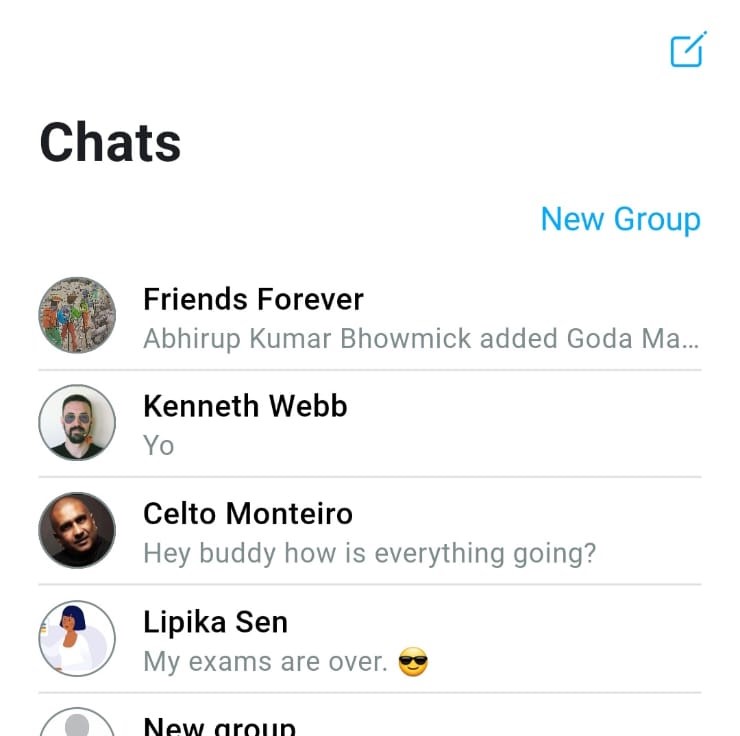 Chats
New Group
Friends Forever
Abhirup Kumar Bhowmick added Goda Ma...
Kenneth Webb
Yo
Celto Monteiro
Hey buddy how is everything going?
Lipika Sen
My exams are over. 😎
New group